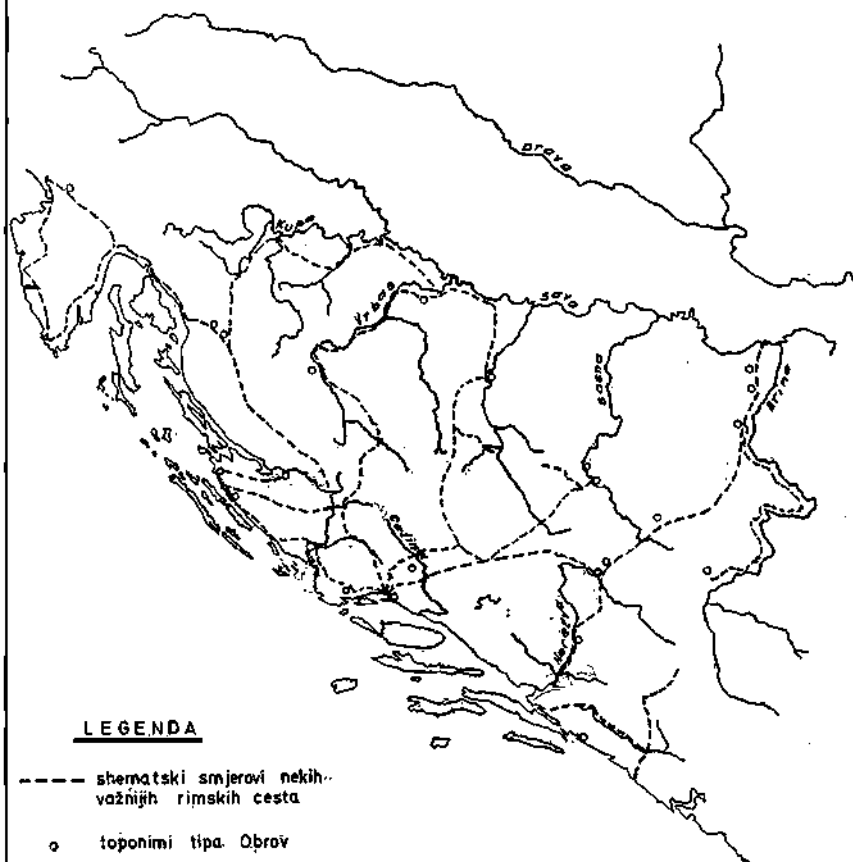 Drava
Kupa
Vrbas
Sava
Bosna
Drina
Cetina
Neretva
LEGENDA
shematski smjerovi nekih
važnijih rimskih cesta
toponimi tipa Obrov